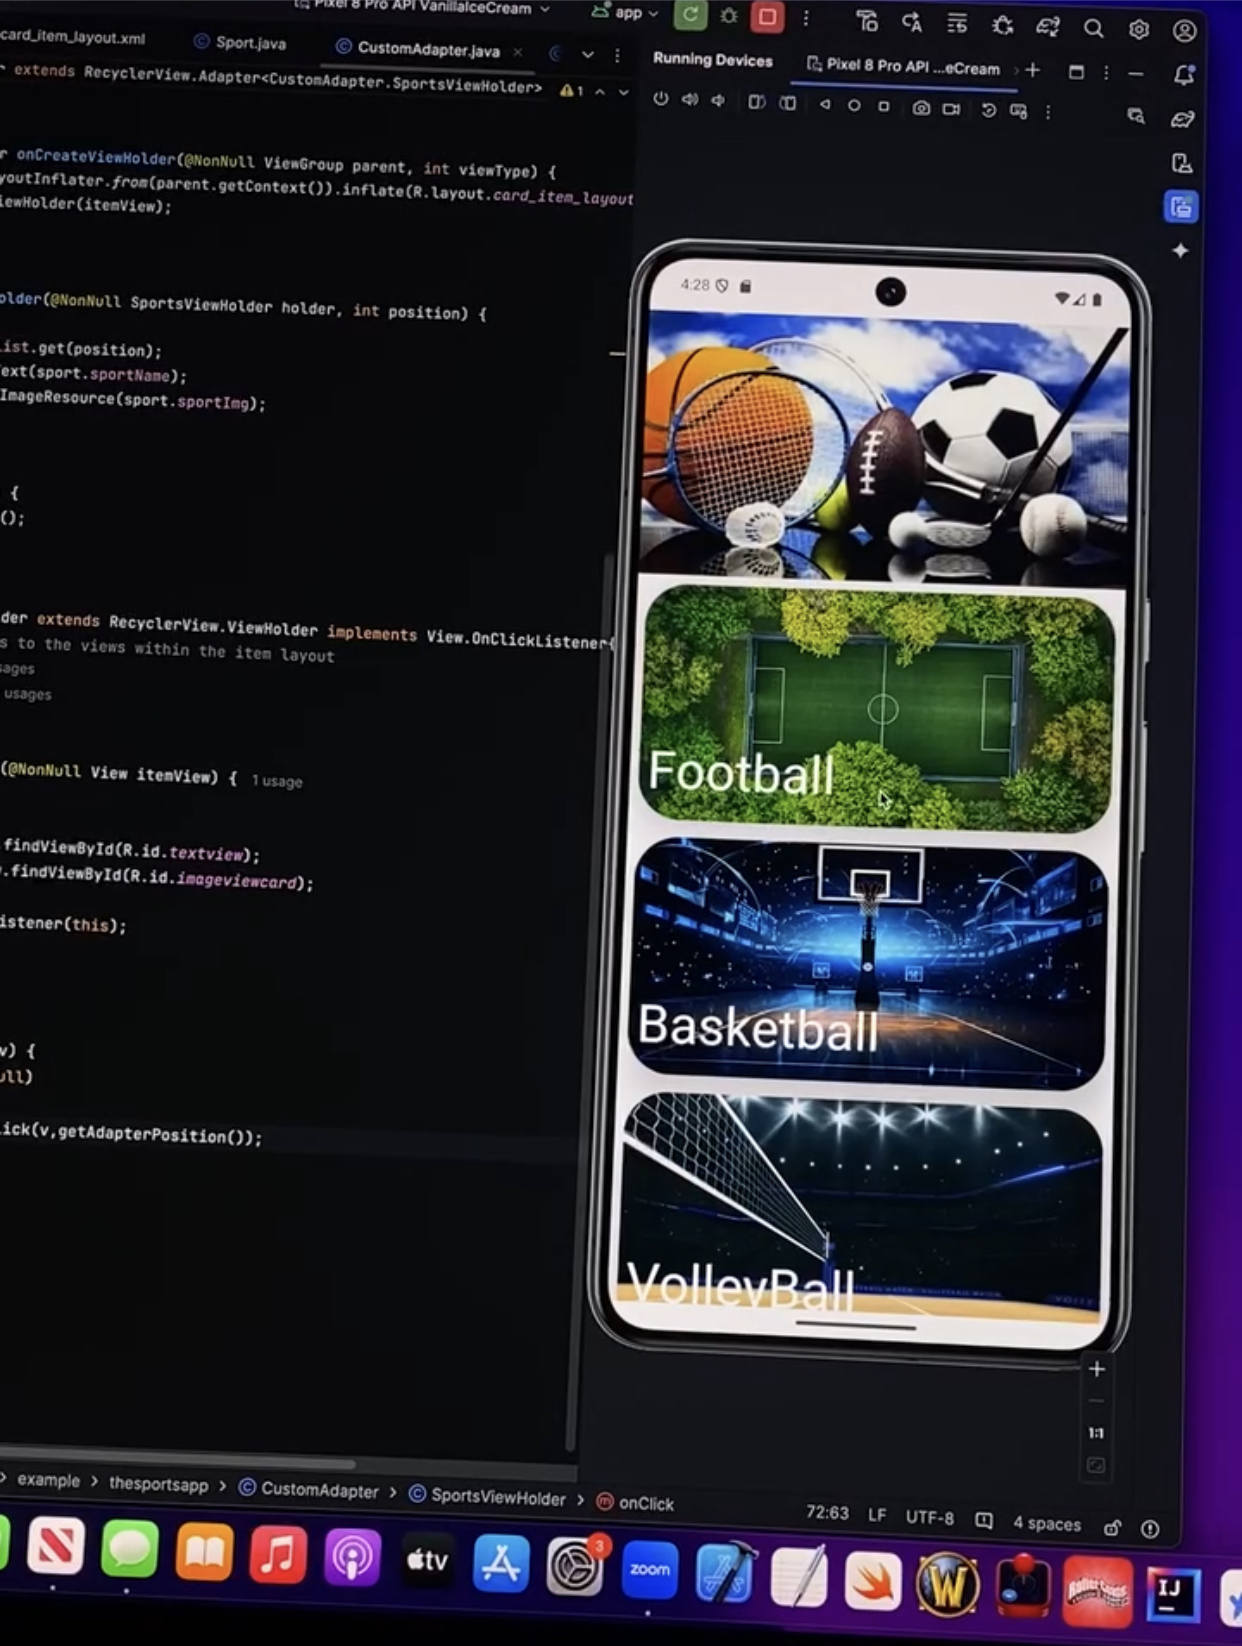 Pixel 8 Pro API VanillaIceCream
app
card_item_layout.xml
Sport.java
CustomAdapter.java
Running Devices
Pixel 8 Pro API ...eCream
r extends RecyclerView.Adapter<CustomAdapter.SportsViewHolder>
1
r onCreateViewHolder(@NonNull ViewGroup parent, int viewType) {
youtInflater.from(parent.getContext()).inflate(R.layout.card_item_layout
iewHolder(itemView);
older(@NonNull SportsViewHolder holder, int position) {
ist.get(position);
ext(sport.sportName);
ImageResource(sport.sportImg);
{
();
der extends RecyclerView.ViewHolder implements View.OnClickListener{
s to the views within the item layout
sages
usages
(@NonNull View itemView) { 1 usage
.findViewById(R.id.textview);
.findViewById(R.id.imageviewcard);
istener(this);
v) {
ull)
ick(v,getAdapterPosition());
4:28
Football
Basketball
VolleyBall
1:1
example > thesportsapp > CustomAdapter > SportsViewHolder > onClick
72:63 LF UTF-8 4 spaces
3
tv
zoom
W
IJ